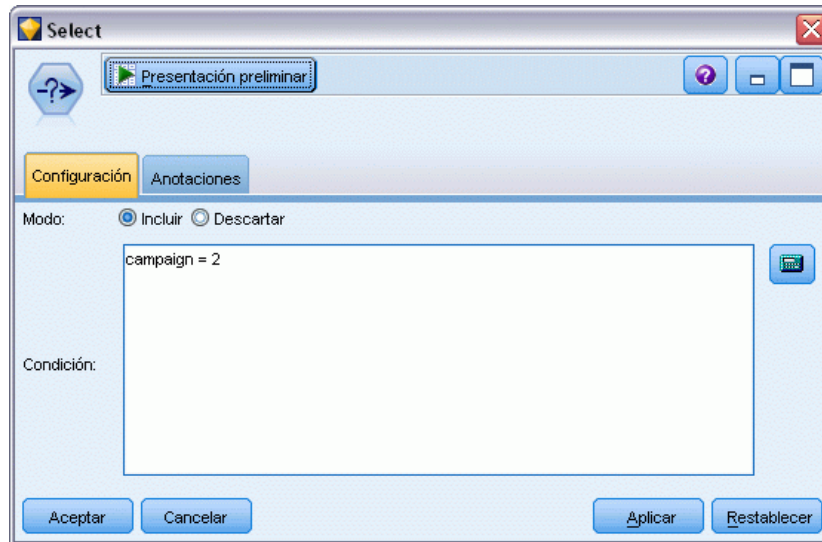 Select
Presentación preliminar
Configuración Anotaciones
Modo: Incluir Descartar
campaign = 2
Condición:
Aceptar Cancelar Aplicar Restablecer